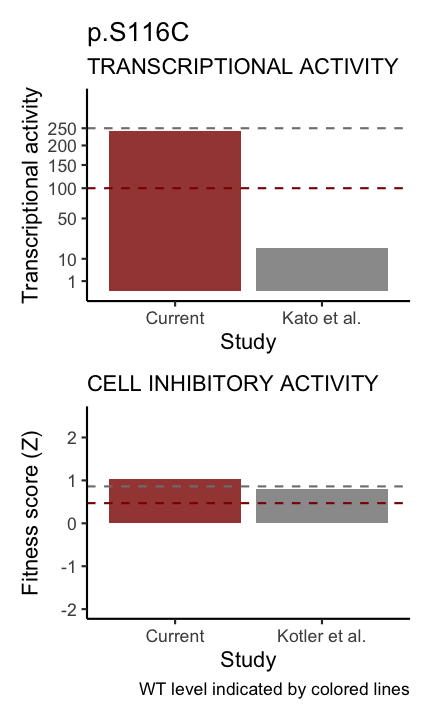 p.S116C
TRANSCRIPTIONAL ACTIVITY
Transcriptional activity
250
200
150
100
50
10
1
Current
Kato et al.
Study
CELL INHIBITORY ACTIVITY
Fitness score (Z)
2
1
0
-1
-2
Current
Kotler et al.
Study
WT level indicated by colored lines